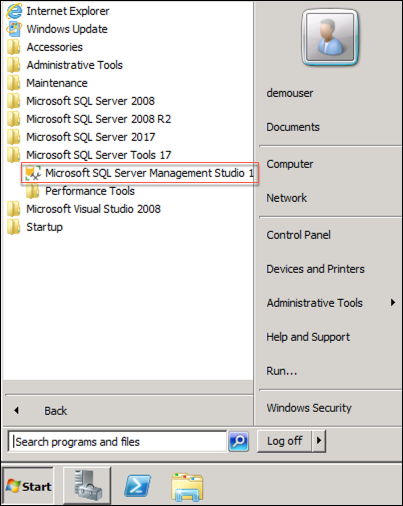 Internet Explorer
Windows Update
Accessories
Administrative Tools
Maintenance
Microsoft SQL Server 2008
Microsoft SQL Server 2008 R2
Microsoft SQL Server 2017
Microsoft SQL Server Tools 17
Microsoft SQL Server Management Studio 1
Performance Tools
Microsoft Visual Studio 2008
Startup
Back
Search programs and files
demouser
Documents
Computer
Network
Control Panel
Devices and Printers
Administrative Tools
Help and Support
Run...
Windows Security
Log off
Start